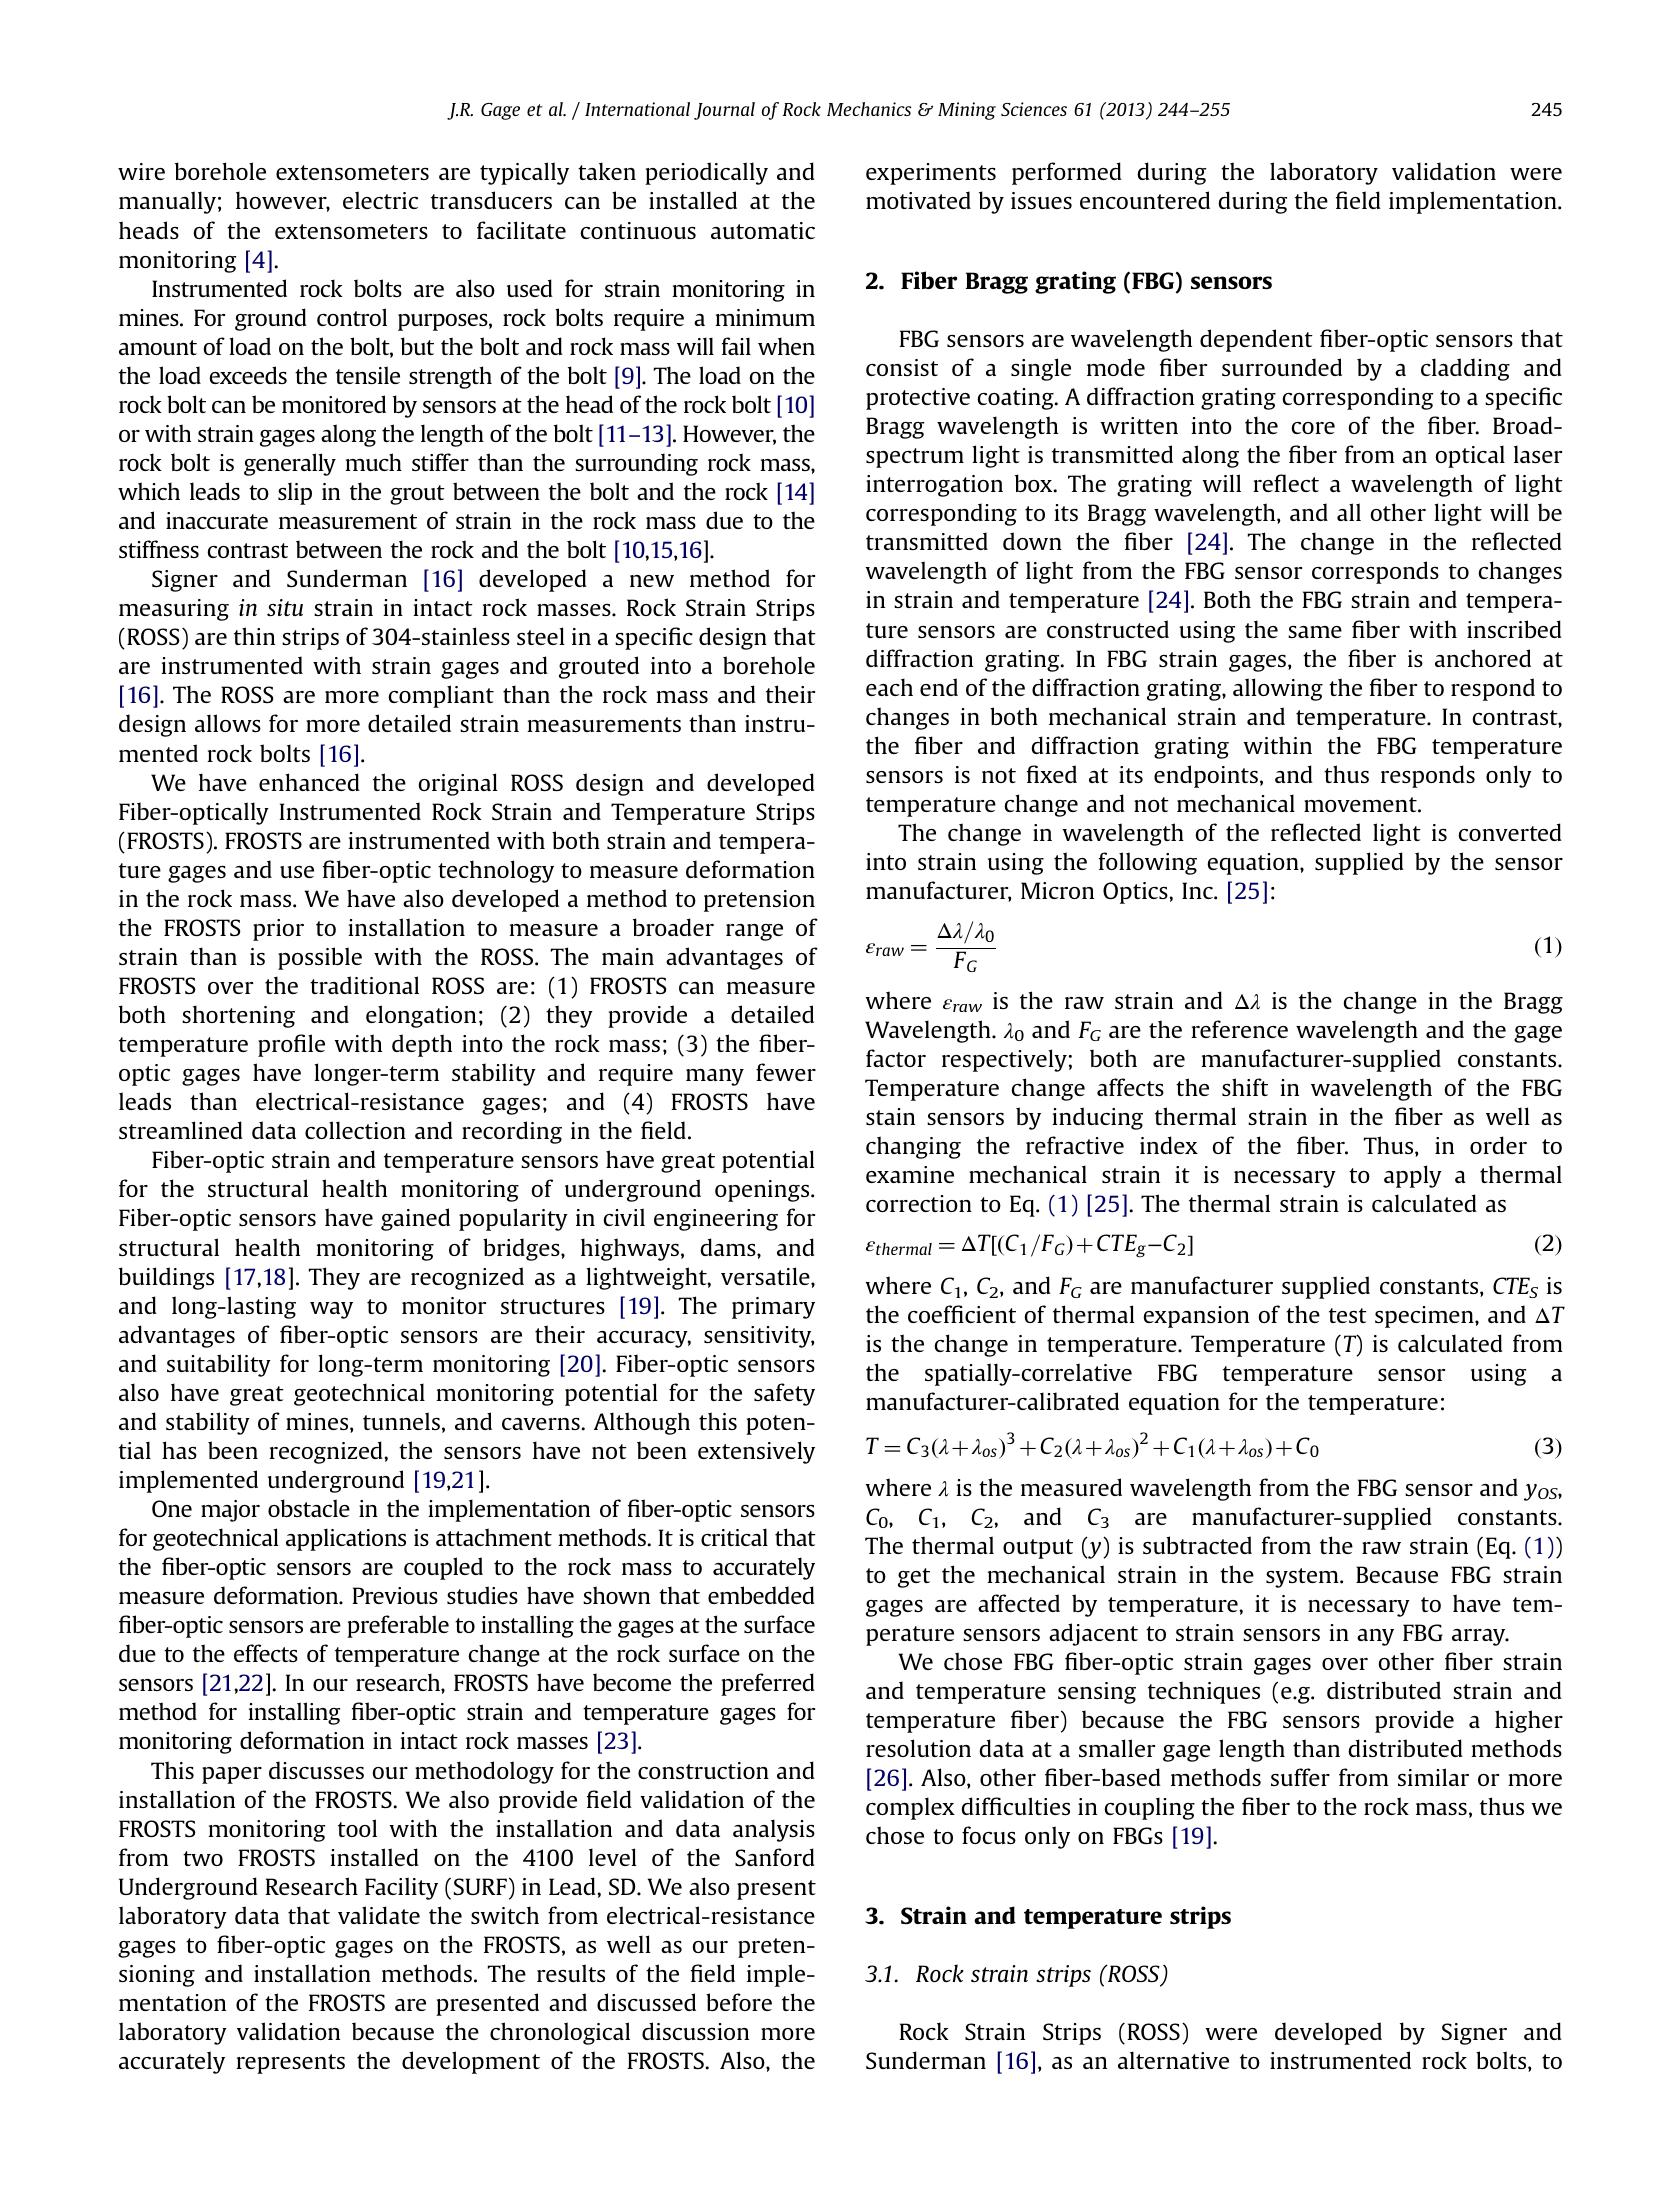 J.R. Gage et al. / International Journal of Rock Mechanics & Mining Sciences 61 (2013) 244–255
245
wire borehole extensometers are typically taken periodically and
manually; however, electric transducers can be installed at the
heads of the extensometers to facilitate continuous automatic
monitoring [4].
Instrumented rock bolts are also used for strain monitoring in
mines. For ground control purposes, rock bolts require a minimum
amount of load on the bolt, but the bolt and rock mass will fail when
the load exceeds the tensile strength of the bolt [9]. The load on the
rock bolt can be monitored by sensors at the head of the rock bolt [10]
or with strain gages along the length of the bolt [11–13]. However, the
rock bolt is generally much stiffer than the surrounding rock mass,
which leads to slip in the grout between the bolt and the rock [14]
and inaccurate measurement of strain in the rock mass due to the
stiffness contrast between the rock and the bolt [10,15,16].
Signer and Sunderman [16] developed a new method for
measuring in situ strain in intact rock masses. Rock Strain Strips
(ROSS) are thin strips of 304-stainless steel in a specific design that
are instrumented with strain gages and grouted into a borehole
[16]. The ROSS are more compliant than the rock mass and their
design allows for more detailed strain measurements than instru-
mented rock bolts [16].
We have enhanced the original ROSS design and developed
Fiber-optically Instrumented Rock Strain and Temperature Strips
(FROSTS). FROSTS are instrumented with both strain and tempera-
ture gages and use fiber-optic technology to measure deformation
in the rock mass. We have also developed a method to pretension
the FROSTS prior to installation to measure a broader range of
strain than is possible with the ROSS. The main advantages of
FROSTS over the traditional ROSS are: (1) FROSTS can measure
both shortening and elongation; (2) they provide a detailed
temperature profile with depth into the rock mass; (3) the fiber-
optic gages have longer-term stability and require many fewer
leads than electrical-resistance gages; and (4) FROSTS have
streamlined data collection and recording in the field.
Fiber-optic strain and temperature sensors have great potential
for the structural health monitoring of underground openings.
Fiber-optic sensors have gained popularity in civil engineering for
structural health monitoring of bridges, highways, dams, and
buildings [17,18]. They are recognized as a lightweight, versatile,
and long-lasting way to monitor structures [19]. The primary
advantages of fiber-optic sensors are their accuracy, sensitivity,
and suitability for long-term monitoring [20]. Fiber-optic sensors
also have great geotechnical monitoring potential for the safety
and stability of mines, tunnels, and caverns. Although this poten-
tial has been recognized, the sensors have not been extensively
implemented underground [19,21].
One major obstacle in the implementation of fiber-optic sensors
for geotechnical applications is attachment methods. It is critical that
the fiber-optic sensors are coupled to the rock mass to accurately
measure deformation. Previous studies have shown that embedded
fiber-optic sensors are preferable to installing the gages at the surface
due to the effects of temperature change at the rock surface on the
sensors [21,22]. In our research, FROSTS have become the preferred
method for installing fiber-optic strain and temperature gages for
monitoring deformation in intact rock masses [23].
This paper discusses our methodology for the construction and
installation of the FROSTS. We also provide field validation of the
FROSTS monitoring tool with the installation and data analysis
from two FROSTS installed on the 4100 level of the Sanford
Underground Research Facility (SURF) in Lead, SD. We also present
laboratory data that validate the switch from electrical-resistance
gages to fiber-optic gages on the FROSTS, as well as our preten-
sioning and installation methods. The results of the field imple-
mentation of the FROSTS are presented and discussed before the
laboratory validation because the chronological discussion more
accurately represents the development of the FROSTS. Also, the
experiments performed during the laboratory validation were
motivated by issues encountered during the field implementation.
2. Fiber Bragg grating (FBG) sensors
FBG sensors are wavelength dependent fiber-optic sensors that
consist of a single mode fiber surrounded by a cladding and
protective coating. A diffraction grating corresponding to a specific
Bragg wavelength is written into the core of the fiber. Broad-
spectrum light is transmitted along the fiber from an optical laser
interrogation box. The grating will reflect a wavelength of light
corresponding to its Bragg wavelength, and all other light will be
transmitted down the fiber [24]. The change in the reflected
wavelength of light from the FBG sensor corresponds to changes
in strain and temperature [24]. Both the FBG strain and tempera-
ture sensors are constructed using the same fiber with inscribed
diffraction grating. In FBG strain gages, the fiber is anchored at
each end of the diffraction grating, allowing the fiber to respond to
changes in both mechanical strain and temperature. In contrast,
the fiber and diffraction grating within the FBG temperature
sensors is not fixed at its endpoints, and thus responds only to
temperature change and not mechanical movement.
The change in wavelength of the reflected light is converted
into strain using the following equation, supplied by the sensor
manufacturer, Micron Optics, Inc. [25]:
ε_raw = (Δλ/λ_0)/F_G (1)
where ε_raw is the raw strain and Δλ is the change in the Bragg
Wavelength. λ_0 and F_G are the reference wavelength and the gage
factor respectively; both are manufacturer-supplied constants.
Temperature change affects the shift in wavelength of the FBG
stain sensors by inducing thermal strain in the fiber as well as
changing the refractive index of the fiber. Thus, in order to
examine mechanical strain it is necessary to apply a thermal
correction to Eq. (1) [25]. The thermal strain is calculated as
ε_thermal = ΔT[(C_1/F_G)+CTE_g–C_2] (2)
where C_1, C_2, and F_G are manufacturer supplied constants, CTE_S is
the coefficient of thermal expansion of the test specimen, and ΔT
is the change in temperature. Temperature (T) is calculated from
the spatially-correlative FBG temperature sensor using a
manufacturer-calibrated equation for the temperature:
T = C_3(λ+λ_os)^3+C_2(λ+λ_os)^2+C_1(λ+λ_os)+C_0 (3)
where λ is the measured wavelength from the FBG sensor and y_OS,
C_0, C_1, C_2, and C_3 are manufacturer-supplied constants.
The thermal output (y) is subtracted from the raw strain (Eq. (1))
to get the mechanical strain in the system. Because FBG strain
gages are affected by temperature, it is necessary to have tem-
perature sensors adjacent to strain sensors in any FBG array.
We chose FBG fiber-optic strain gages over other fiber strain
and temperature sensing techniques (e.g. distributed strain and
temperature fiber) because the FBG sensors provide a higher
resolution data at a smaller gage length than distributed methods
[26]. Also, other fiber-based methods suffer from similar or more
complex difficulties in coupling the fiber to the rock mass, thus we
chose to focus only on FBGs [19].
3. Strain and temperature strips
3.1. Rock strain strips (ROSS)
Rock Strain Strips (ROSS) were developed by Signer and
Sunderman [16], as an alternative to instrumented rock bolts, to